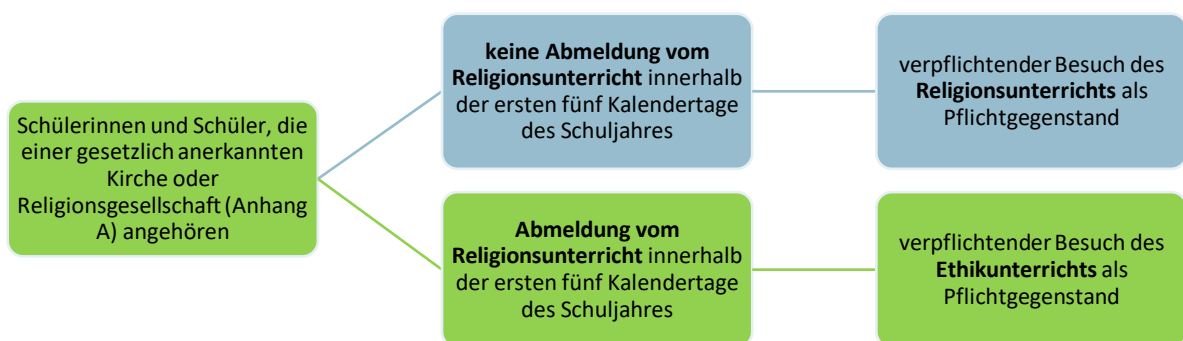 Schülerinnen und Schüler, die
einer gesetzlich anerkannten
Kirche oder
Religionsgesellschaft (Anhang
A) angehören
keine Abmeldung vom
Religionsunterricht innerhalb
der ersten fünf Kalendertage
des Schuljahres
verpflichtender Besuch des
Religionsunterrichts als
Pflichtgegenstand
Abmeldung vom
Religionsunterricht innerhalb
der ersten fünf Kalendertage
des Schuljahres
verpflichtender Besuch des
Ethikunterrichts als
Pflichtgegenstand